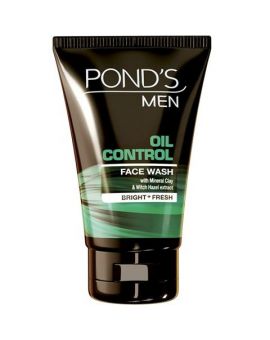 POND'S
MEN
OIL
CONTROL
FACE WASH
with Mineral Clay
& Witch Hazel extract
BRIGHT + FRESH